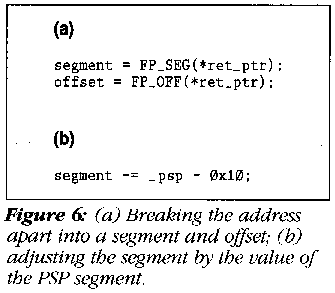 (a)
segment = FP_SEG(*ret_ptr);
offset = FP_OFF(*ret_ptr);
(b)
segment -= _psp - 0x10;
Figure 6: (a) Breaking the address
apart into a segment and offset; (b)
adjusting the segment by the value of
the PSP segment.